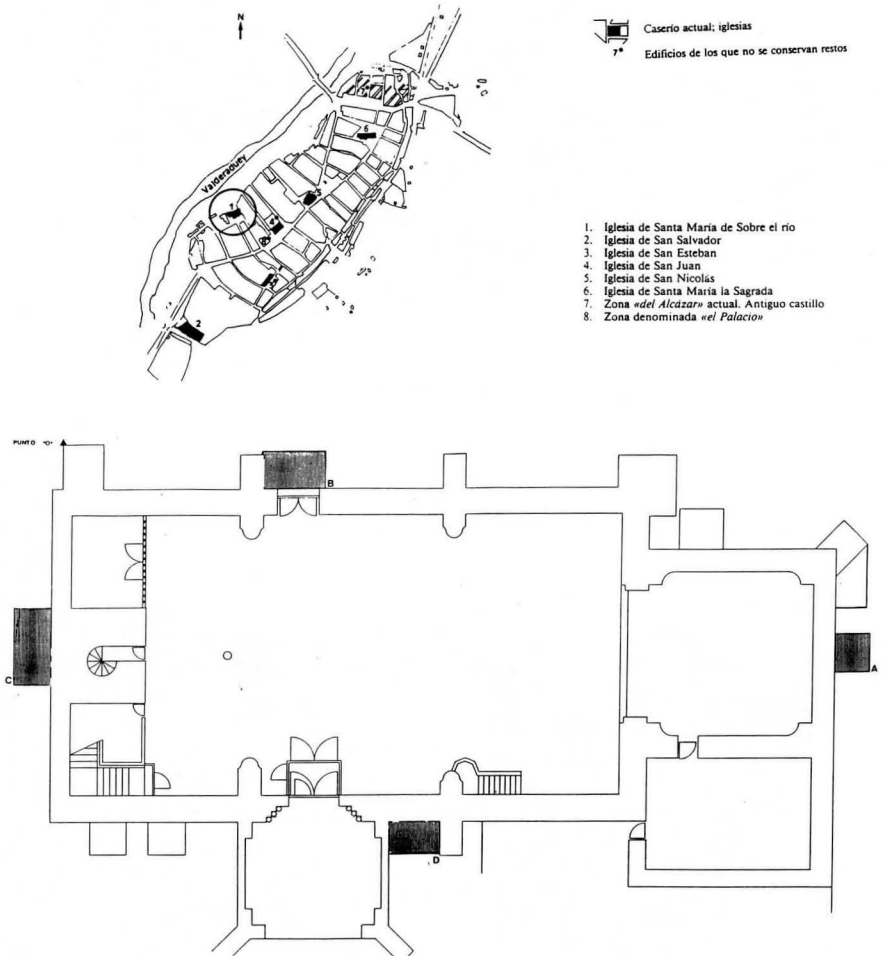 N
Caserío actual; iglesias
7* Edificios de los que no se conservan restos
Valderaduey
6
5
1
4
2
1. Iglesia de Santa María de Sobre el río
2. Iglesia de San Salvador
3. Iglesia de San Esteban
4. Iglesia de San Juan
5. Iglesia de San Nicolás
6. Iglesia de Santa María la Sagrada
7. Zona «del Alcázar» actual. Antiguo castillo
8. Zona denominada «el Palacio»
PUNTO "O"
B
A
C
D